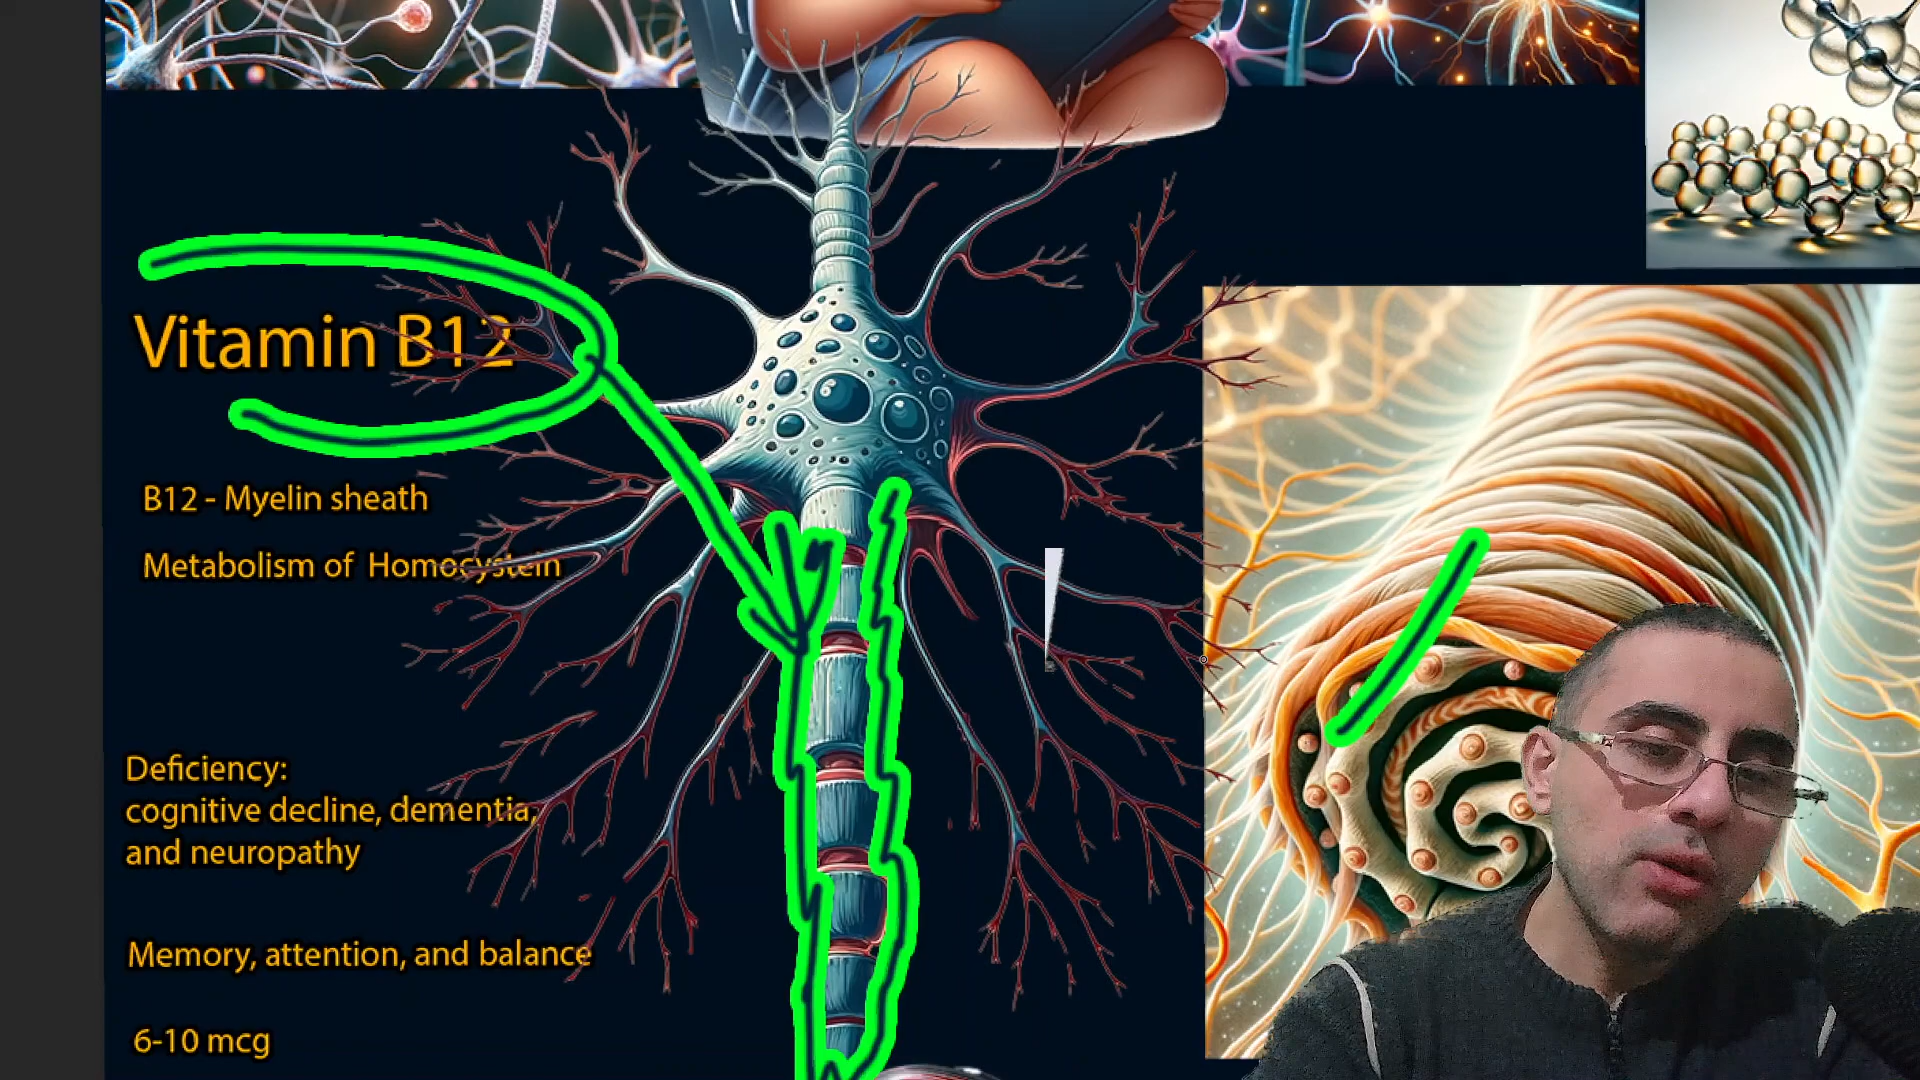 Vitamin B12
B12 - Myelin sheath
Metabolism of Homocystein
Deficiency:
cognitive decline, dementia,
and neuropathy
Memory, attention, and balance
6-10 mcg